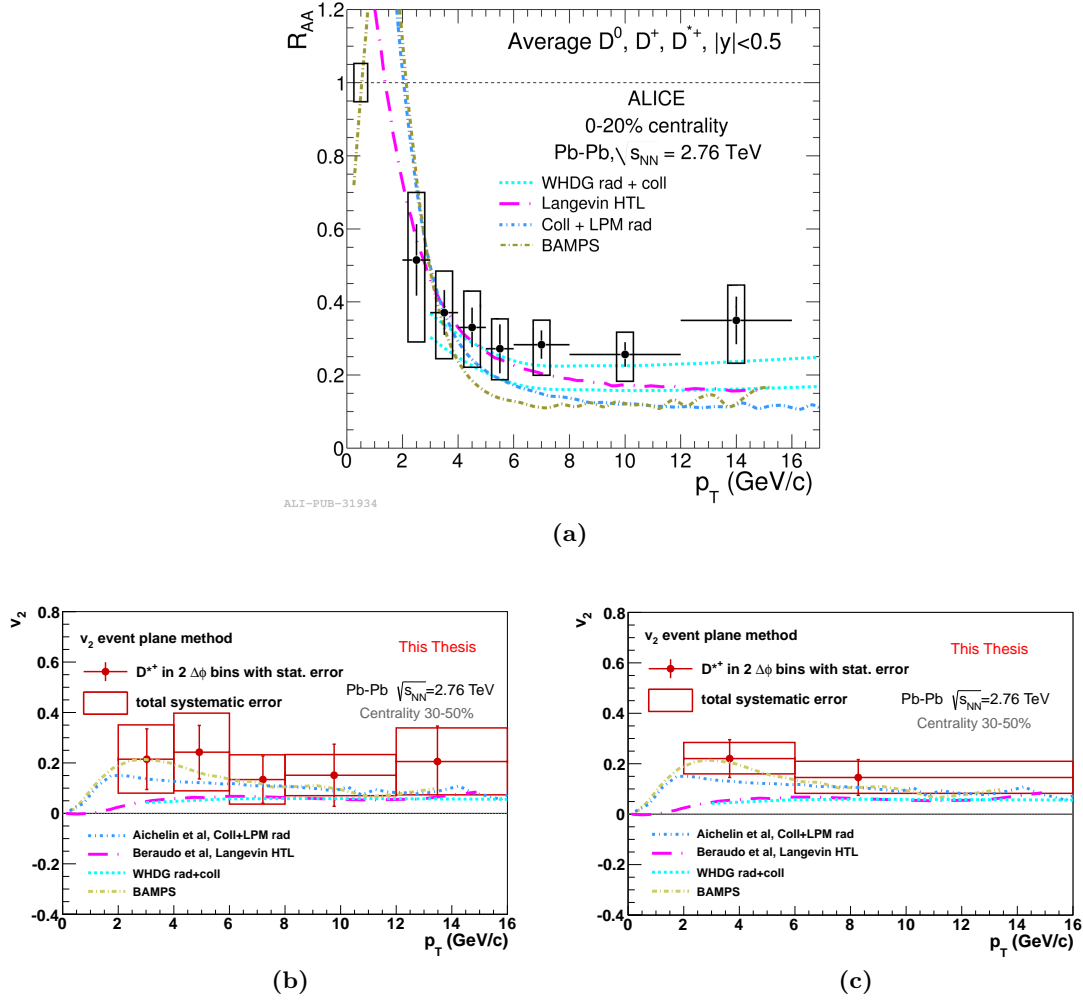 R_AA
1.2
1
0.8
0.6
0.4
0.2
0
Average D^0, D^+, D^*+, |y|<0.5
ALICE
0-20% centrality
Pb-Pb,\ s_NN = 2.76 TeV
WHDG rad + coll
Langevin HTL
Coll + LPM rad
BAMPS
0 2 4 6 8 10 12 14 16
p_T (GeV/c)
ALI-PUB-31934
(a)
v_2
0.8
0.6
0.4
0.2
0
-0.2
-0.4
v_2 event plane method
This Thesis
D^*+ in 2 Δϕ bins with stat. error
total systematic error
Pb-Pb √s_NN=2.76 TeV
Centrality 30-50%
Aichelin et al, Coll+LPM rad
Beraudo et al, Langevin HTL
WHDG rad+coll
BAMPS
0 2 4 6 8 10 12 14 16
p_T (GeV/c)
(b)
v_2
0.8
0.6
0.4
0.2
0
-0.2
-0.4
v_2 event plane method
This Thesis
D^*+ in 2 Δϕ bins with stat. error
total systematic error
Pb-Pb √s_NN=2.76 TeV
Centrality 30-50%
Aichelin et al, Coll+LPM rad
Beraudo et al, Langevin HTL
WHDG rad+coll
BAMPS
0 2 4 6 8 10 12 14 16
p_T (GeV/c)
(c)